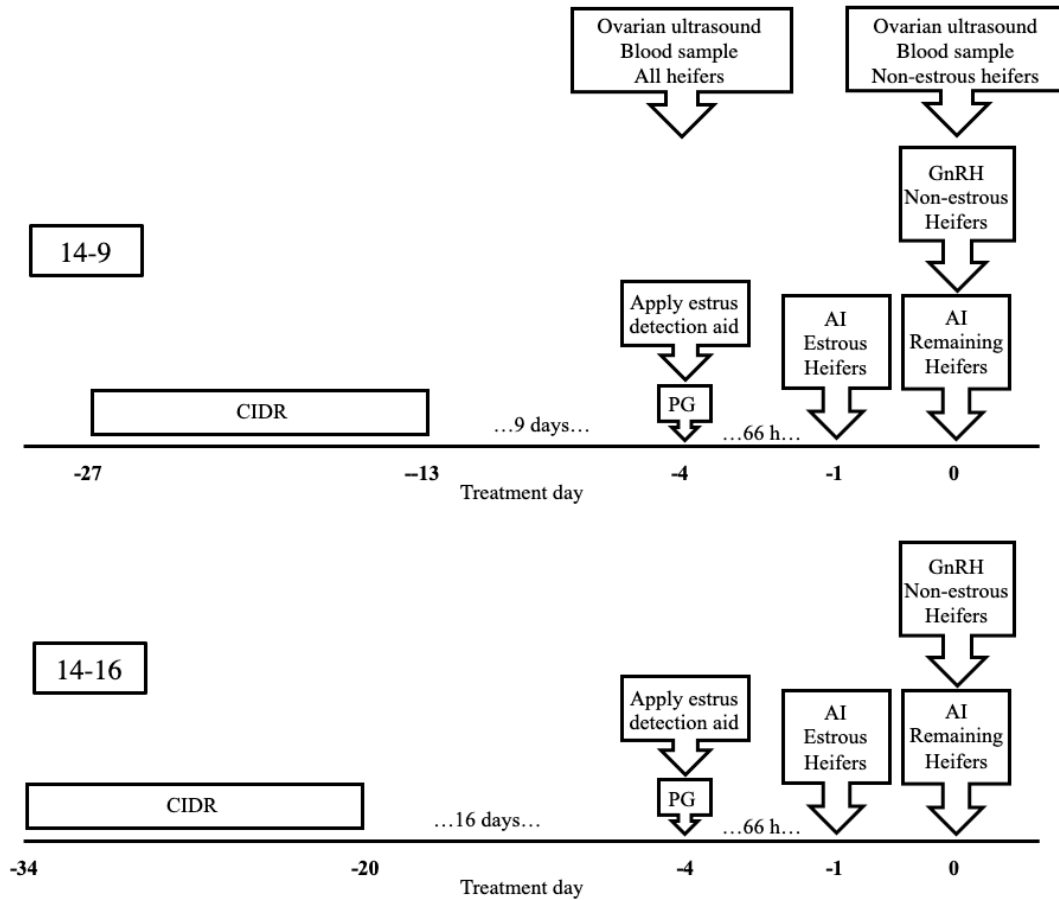 Ovarian ultrasound
Blood sample
All heifers
Ovarian ultrasound
Blood sample
Non-estrous heifers
GnRH
Non-estrous
Heifers
14-9
Apply estrus
detection aid
AI
Estrous
Heifers
AI
Remaining
Heifers
CIDR
PG
...9 days...
...66 h...
-27
--13
-4
-1
0
Treatment day
GnRH
Non-estrous
Heifers
14-16
Apply estrus
detection aid
AI
Estrous
Heifers
AI
Remaining
Heifers
CIDR
PG
...16 days...
...66 h...
-34
-20
-4
-1
0
Treatment day